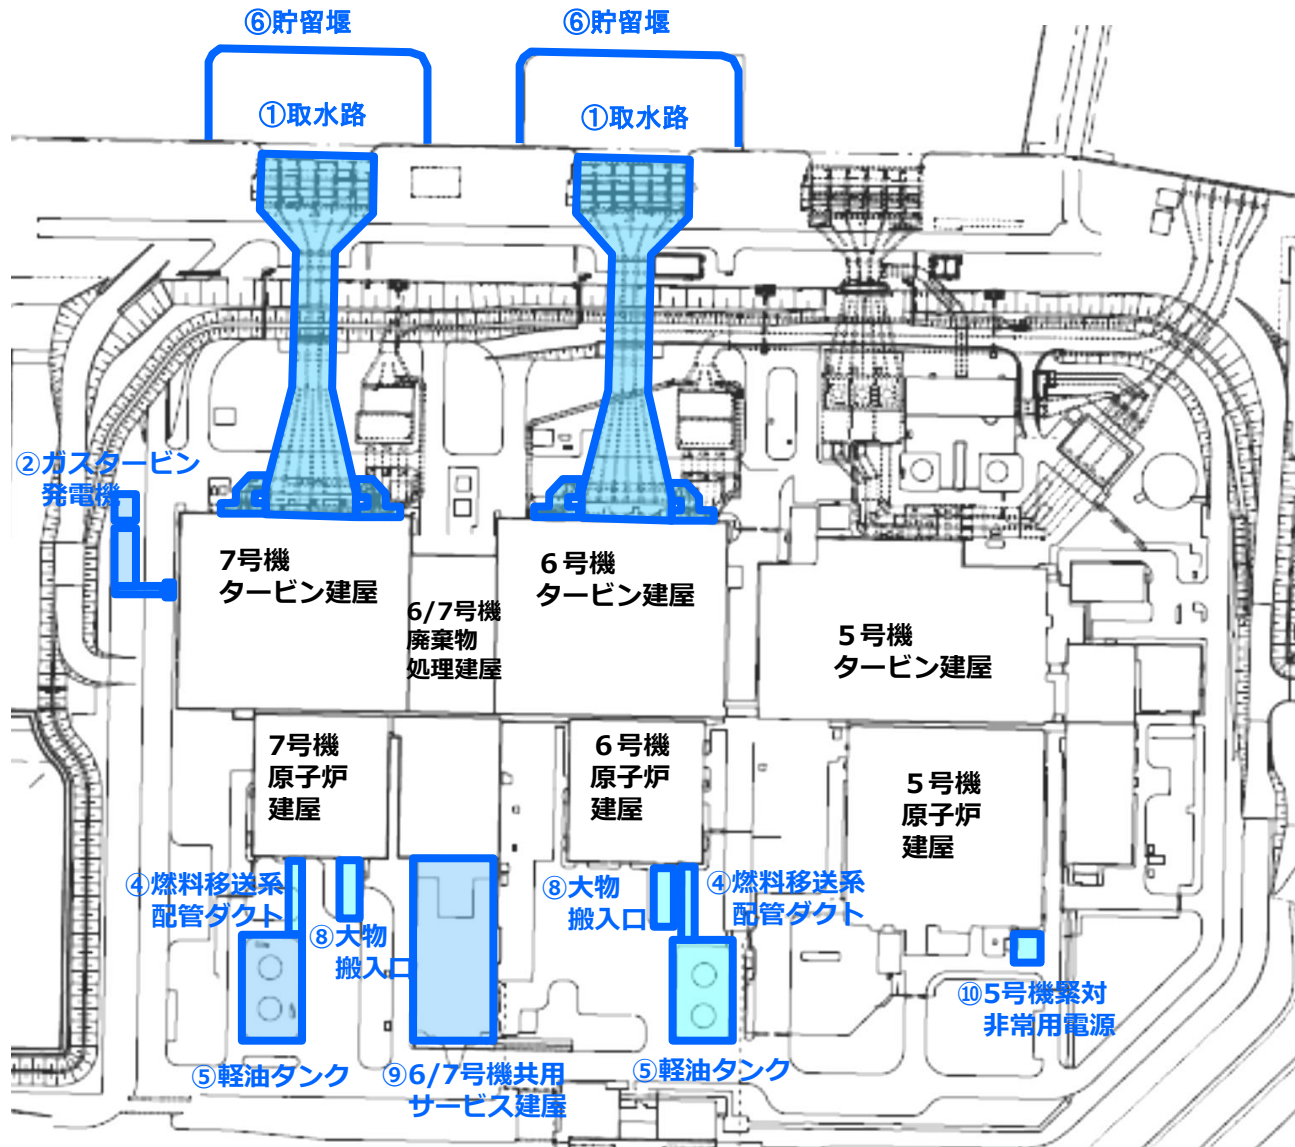 ⑥貯留堰
⑥貯留堰
①取水路
①取水路
②ガスタービン
発電機
7号機
タービン建屋
6/7号機
廃棄物
処理建屋
６号機
タービン建屋
５号機
タービン建屋
7号機
原子炉
建屋
６号機
原子炉
建屋
５号機
原子炉
建屋
④燃料移送系
配管ダクト
⑧大物
搬入口
⑧大物
搬入口
④燃料移送系
配管ダクト
⑩5号機緊対
非常用電源
⑤軽油タンク
⑨6/7号機共用
サービス建屋
⑤軽油タンク